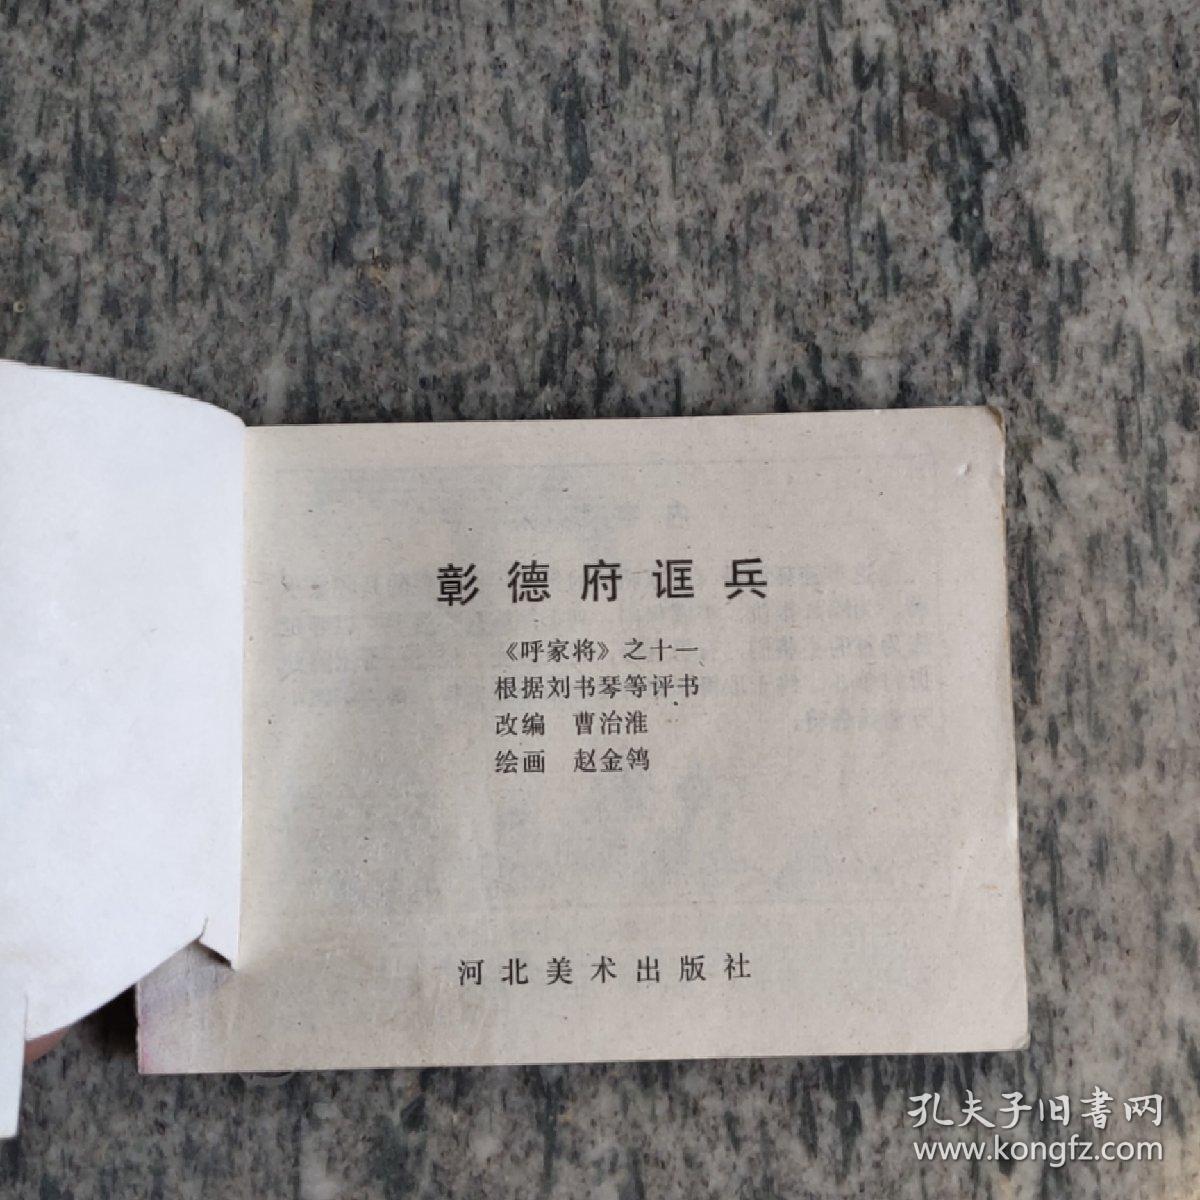 彰德府诓兵
《呼家将》之十一
根据刘书琴等评书
改编 曹治淮
绘画 赵金鸰
河北美术出版社
孔夫子旧書网
www.kongfz.com